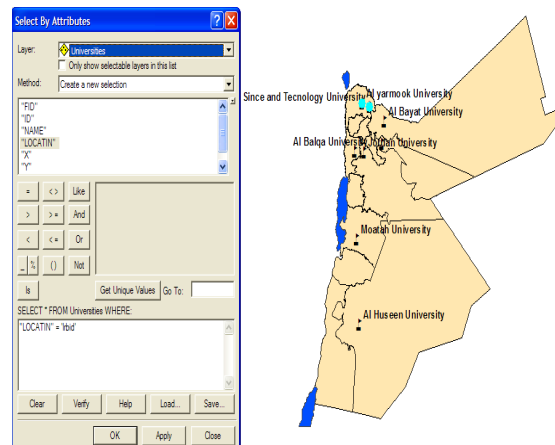 Select By Attributes
Layer: Universities
Only show selectable layers in this list
Method: Create a new selection
"FID"
"ID"
"NAME"
"LOCATIN"
"X"
"Y"
= < > Like
> > = And
< < = Or
_ % () Not
Is Get Unique Values Go To:
SELECT * FROM Universities WHERE:
"LOCATIN" = 'Irbid'
Clear Verify Help Load... Save...
OK Apply Close
Since and Tecnology University
Al yarmook University
Al Bayat University
Al Balqa University
Jordan University
Moatah University
Al Huseen University